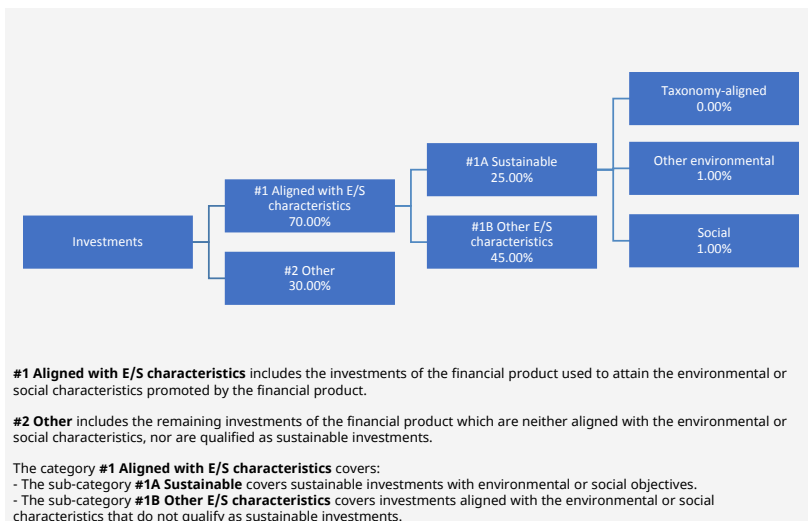 Investments
#1 Aligned with E/S
characteristics
70.00%
#2 Other
30.00%
#1A Sustainable
25.00%
#1B Other E/S
characteristics
45.00%
Taxonomy-aligned
0.00%
Other environmental
1.00%
Social
1.00%
#1 Aligned with E/S characteristics includes the investments of the financial product used to attain the environmental or
social characteristics promoted by the financial product.
#2 Other includes the remaining investments of the financial product which are neither aligned with the environmental or
social characteristics, nor are qualified as sustainable investments.
The category #1 Aligned with E/S characteristics covers:
- The sub-category #1A Sustainable covers sustainable investments with environmental or social objectives.
- The sub-category #1B Other E/S characteristics covers investments aligned with the environmental or social
characteristics that do not qualify as sustainable investments.